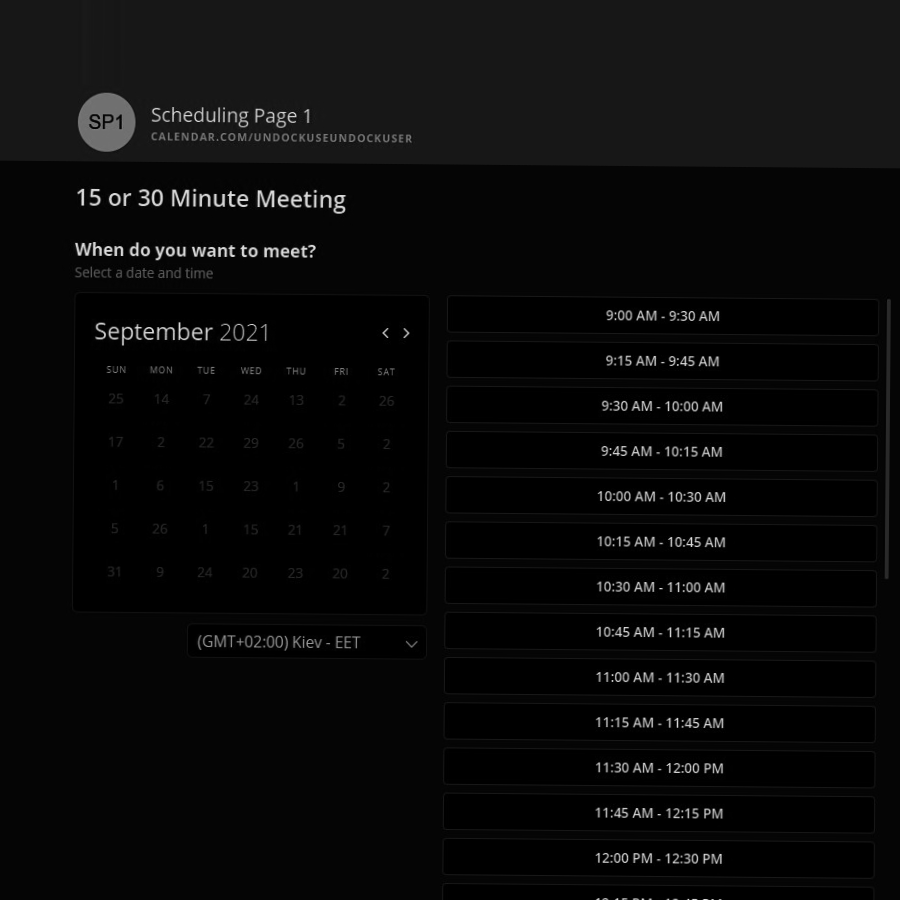 SP1
Scheduling Page 1
CALENDAR.COM/UNDOCKUSEUNDOCKUSER
15 or 30 Minute Meeting
When do you want to meet?
Select a date and time
September 2021
SUN MON TUE WED THU FRI SAT
25 14 7 24 13 2 26
17 2 22 29 26 5 2
1 6 15 23 1 9 2
5 26 1 15 21 21 7
31 9 24 20 23 20 2
(GMT+02:00) Kiev - EET
9:00 AM - 9:30 AM
9:15 AM - 9:45 AM
9:30 AM - 10:00 AM
9:45 AM - 10:15 AM
10:00 AM - 10:30 AM
10:15 AM - 10:45 AM
10:30 AM - 11:00 AM
10:45 AM - 11:15 AM
11:00 AM - 11:30 AM
11:15 AM - 11:45 AM
11:30 AM - 12:00 PM
11:45 AM - 12:15 PM
12:00 PM - 12:30 PM